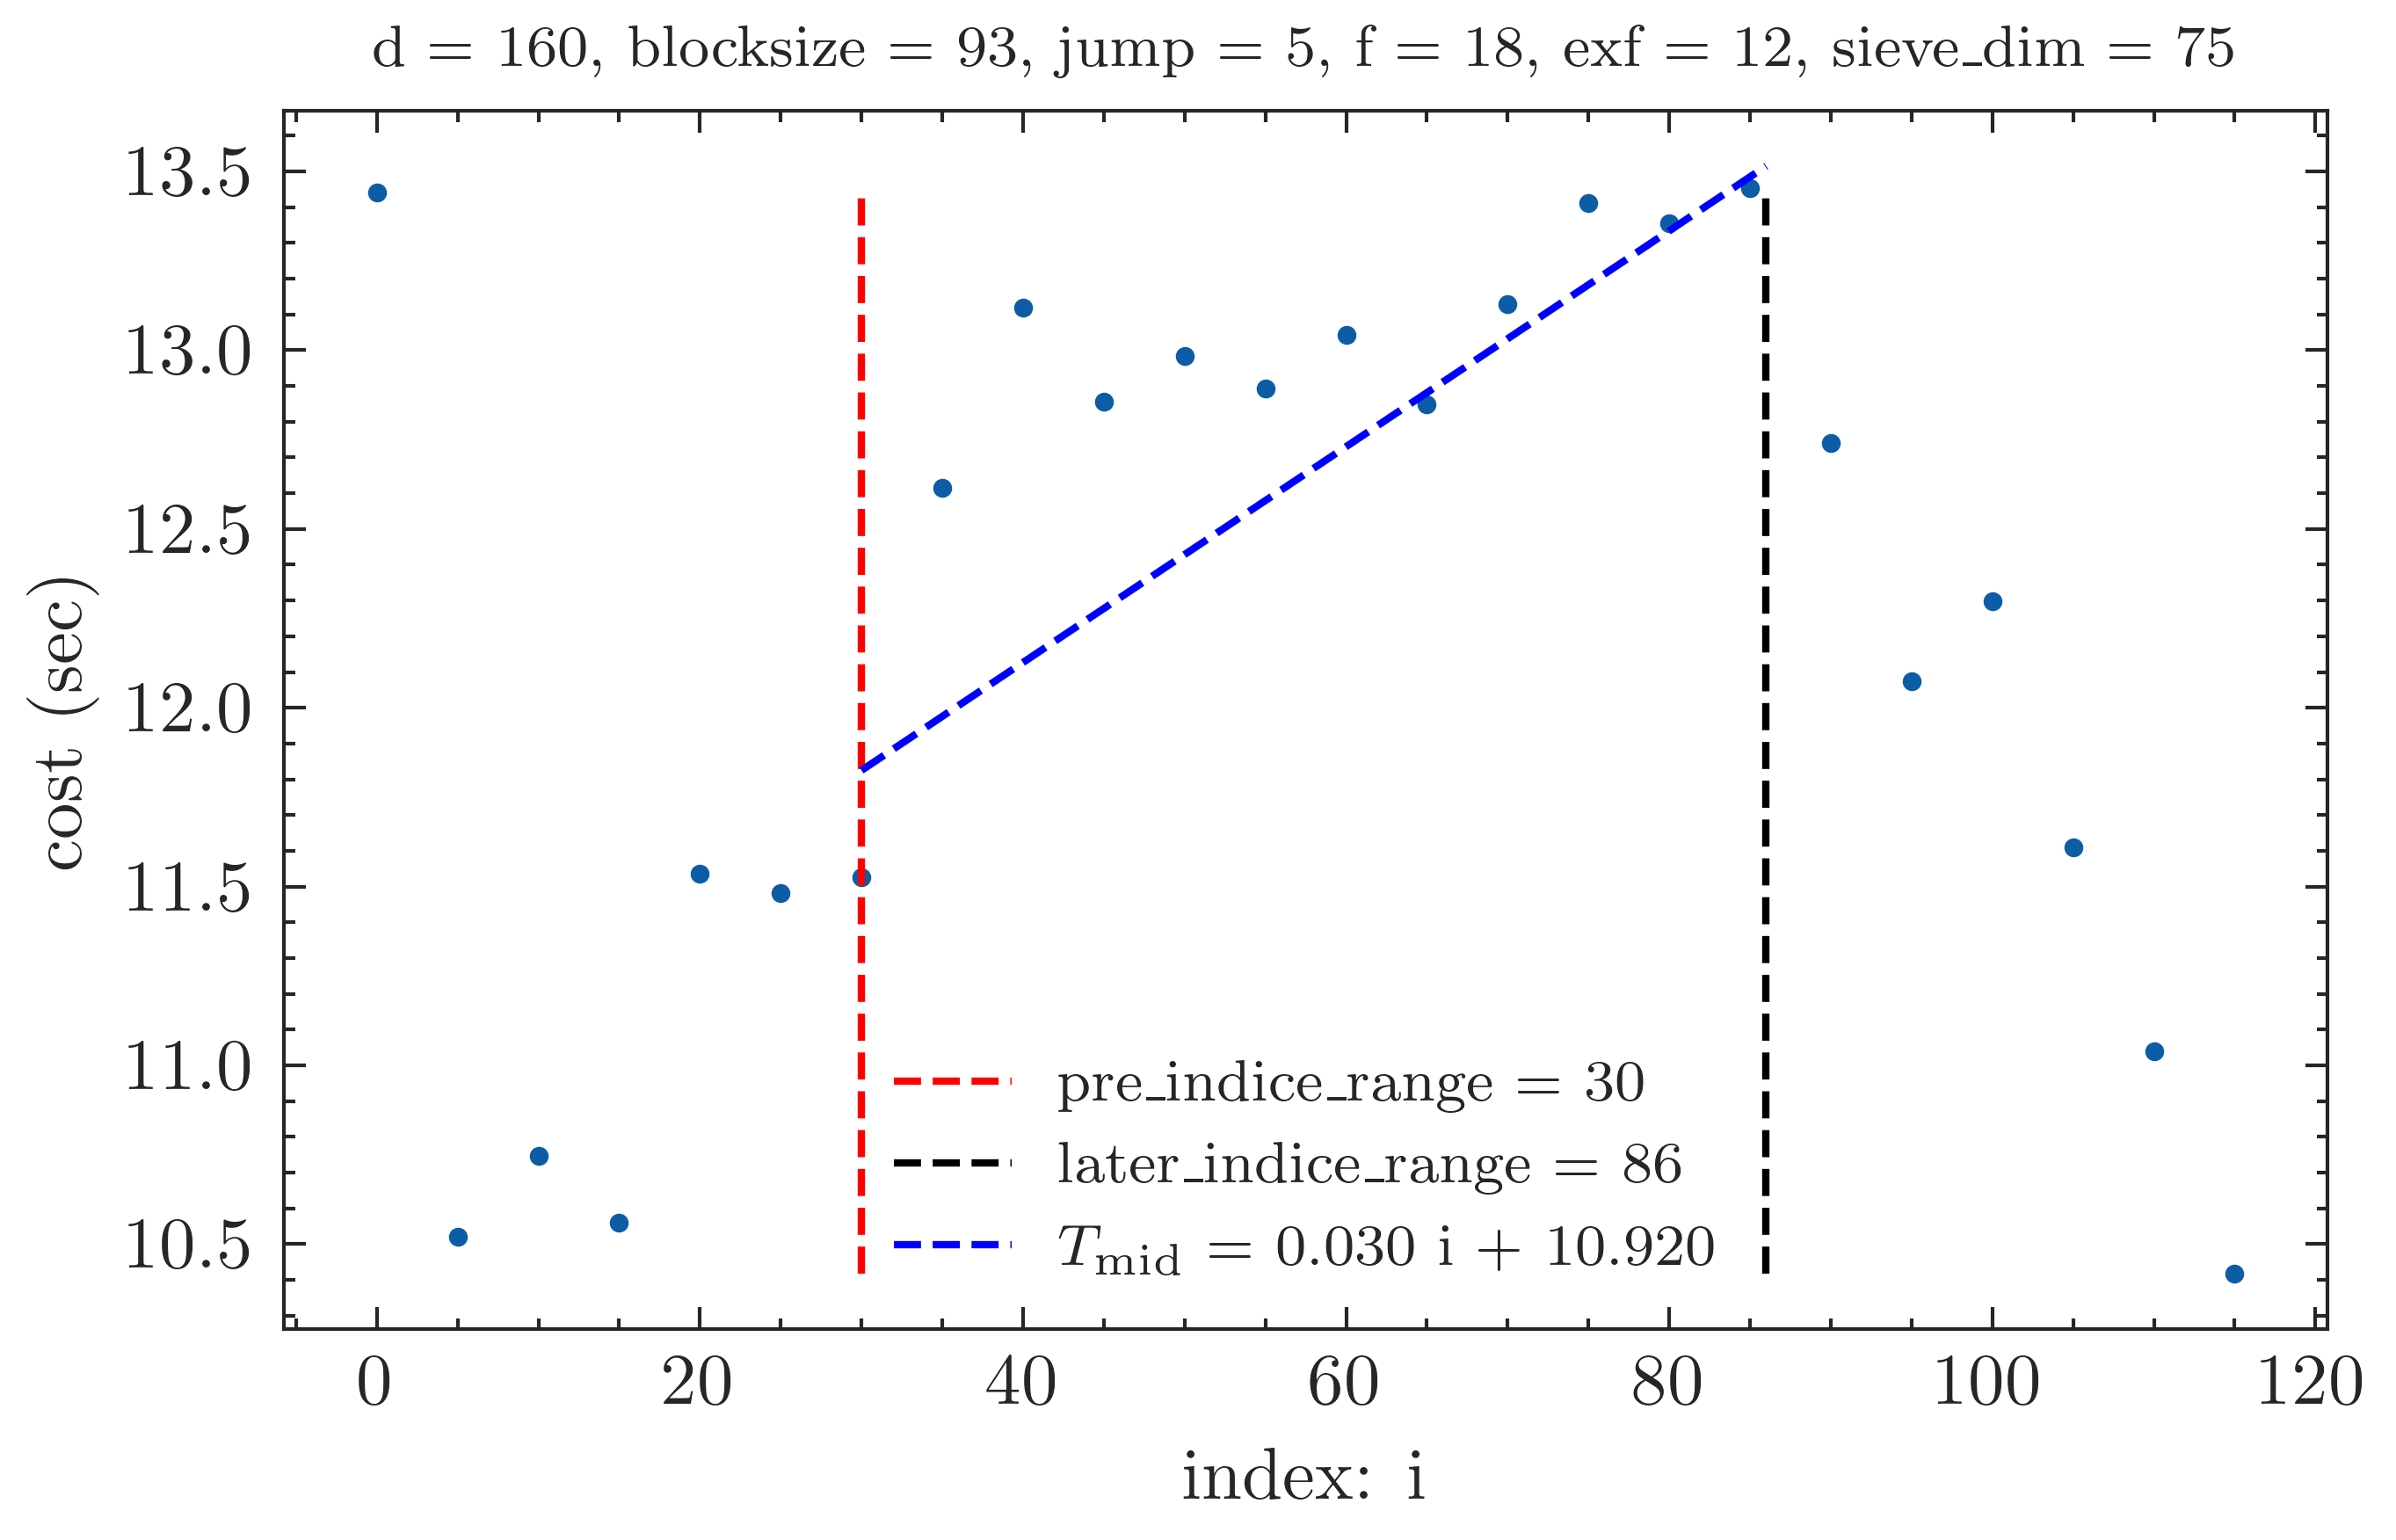 d = 160, blocksize = 93, jump = 5, f = 18, exf = 12, sieve_dim = 75
13.5
13.0
12.5
12.0
11.5
11.0
10.5
cost (sec)
pre_indice_range = 30
later_indice_range = 86
T_mid = 0.030 i + 10.920
0 20 40 60 80 100 120
index: i